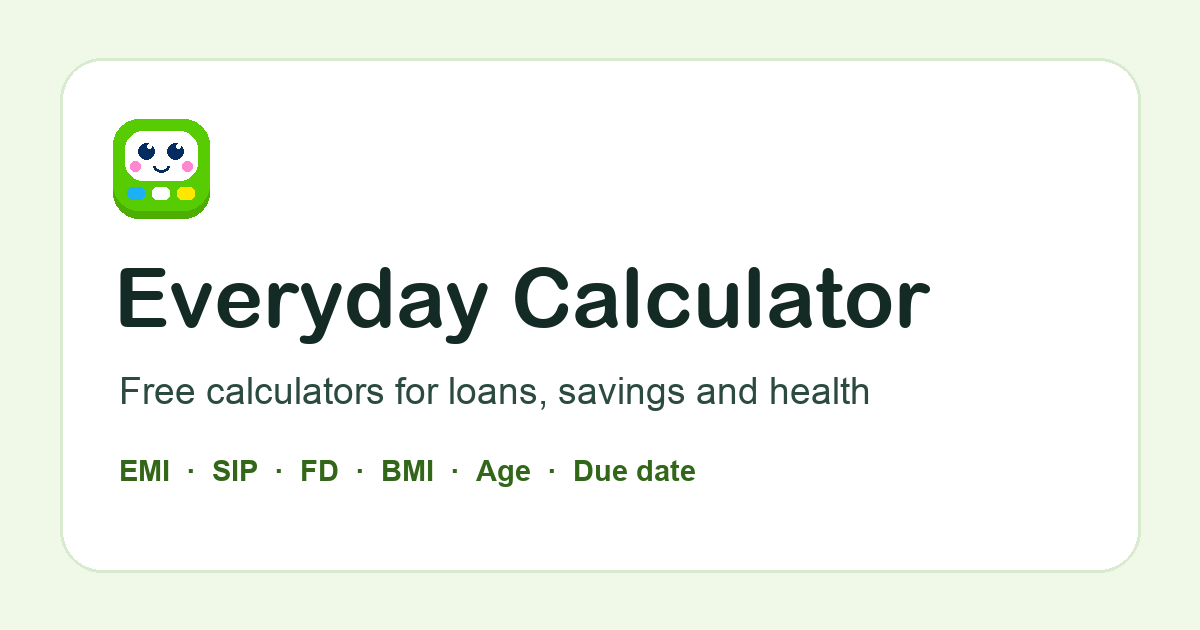 Everyday Calculator
Free calculators for loans, savings and health
EMI · SIP · FD · BMI · Age · Due date